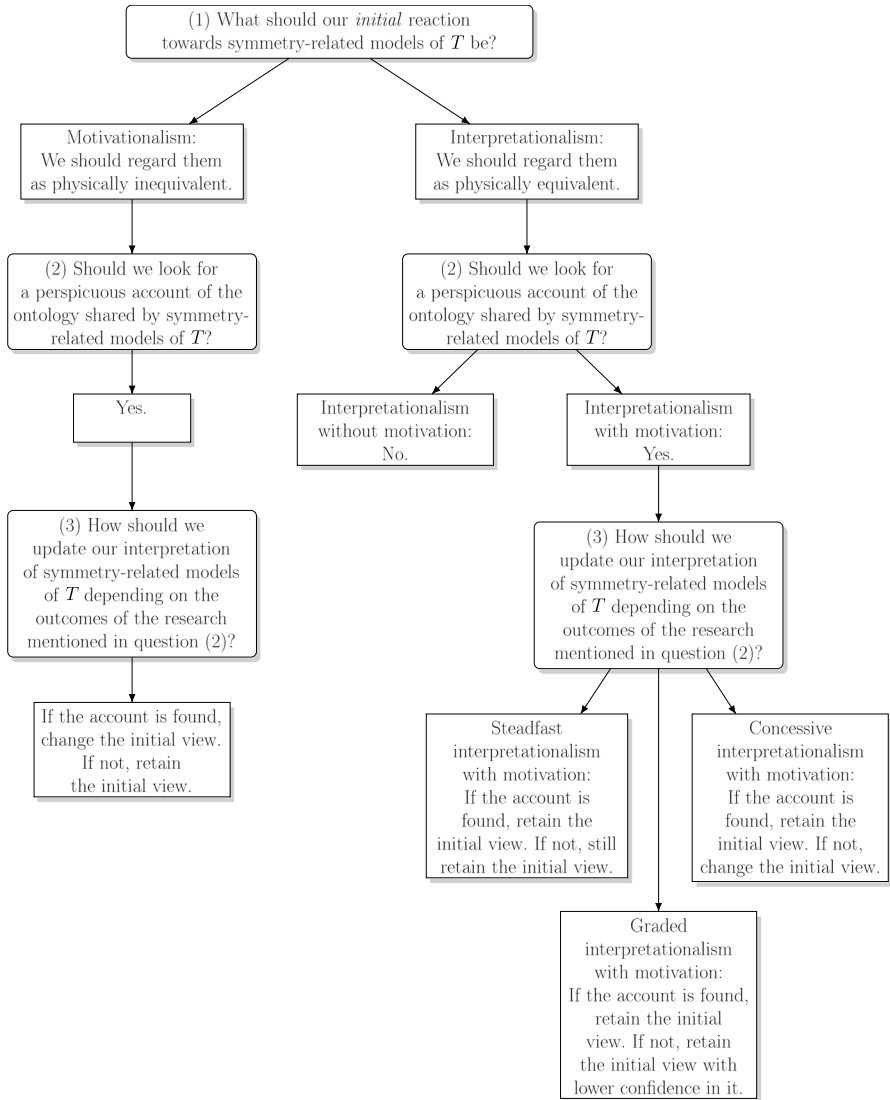 (1) What should our initial reaction
towards symmetry-related models of T be?
Motivationalism:
We should regard them
as physically inequivalent.
Interpretationalism:
We should regard them
as physically equivalent.
(2) Should we look for
a perspicuous account of the
ontology shared by symmetry-
related models of T?
(2) Should we look for
a perspicuous account of the
ontology shared by symmetry-
related models of T?
Yes.
Interpretationalism
without motivation:
No.
Interpretationalism
with motivation:
Yes.
(3) How should we
update our interpretation
of symmetry-related models
of T depending on the
outcomes of the research
mentioned in question (2)?
(3) How should we
update our interpretation
of symmetry-related models
of T depending on the
outcomes of the research
mentioned in question (2)?
If the account is found,
change the initial view.
If not, retain
the initial view.
Steadfast
interpretationalism
with motivation:
If the account is
found, retain the
initial view. If not, still
retain the initial view.
Concessive
interpretationalism
with motivation:
If the account is
found, retain the
initial view. If not,
change the initial view.
Graded
interpretationalism
with motivation:
If the account is found,
retain the initial
view. If not, retain
the initial view with
lower confidence in it.